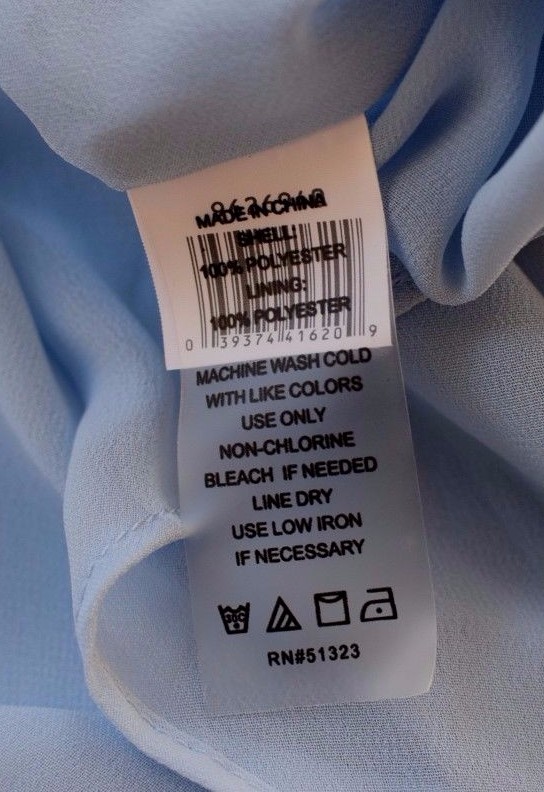 MADE IN CHINA
SHELL:
100% POLYESTER
LINING:
100% POLYESTER
0 39374 41620 9
MACHINE WASH COLD
WITH LIKE COLORS
USE ONLY
NON-CHLORINE
BLEACH IF NEEDED
LINE DRY
USE LOW IRON
IF NECESSARY
30C
RN#51323